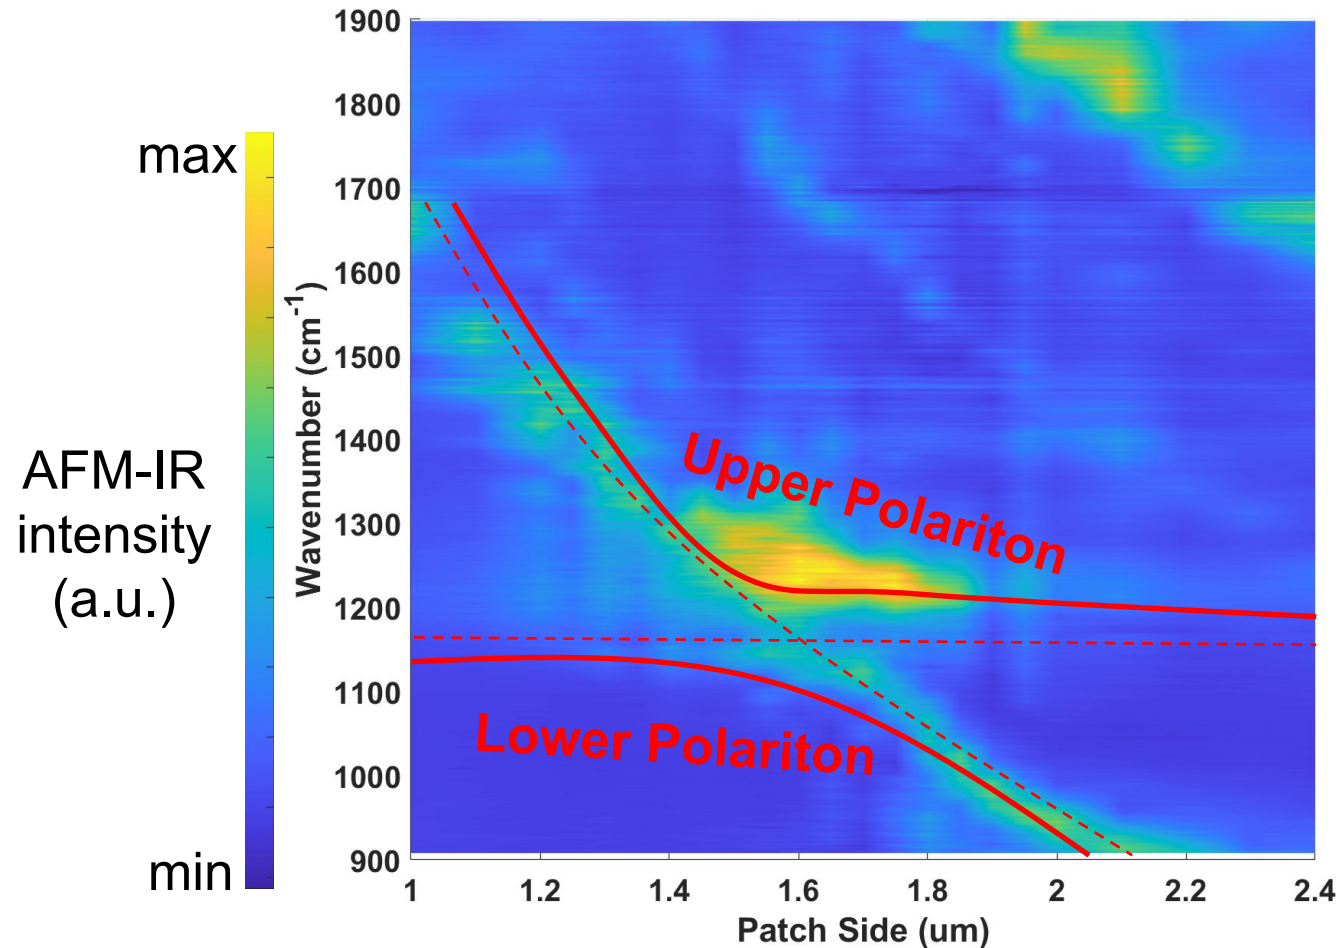 max
AFM-IR
intensity
(a.u.)
min
Wavenumber (cm⁻¹)
1900
1800
1700
1600
1500
1400
1300
1200
1100
1000
900
Upper Polariton
Lower Polariton
1 1.2 1.4 1.6 1.8 2 2.2 2.4
Patch Side (um)